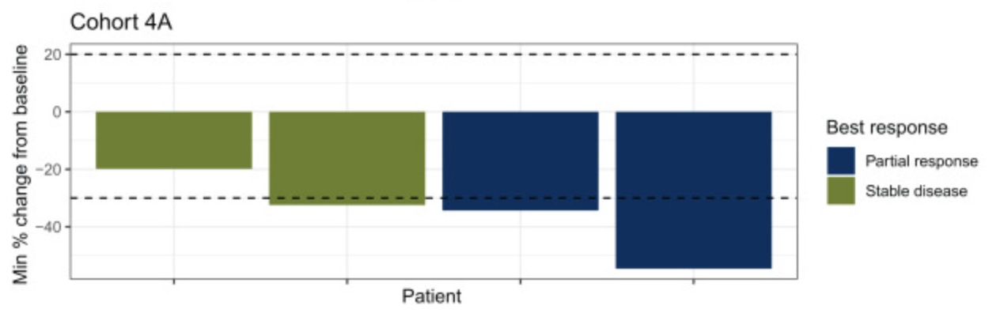 Cohort 4A
Min % change from baseline
20
0
−20
−40
Patient
Best response
Partial response
Stable disease